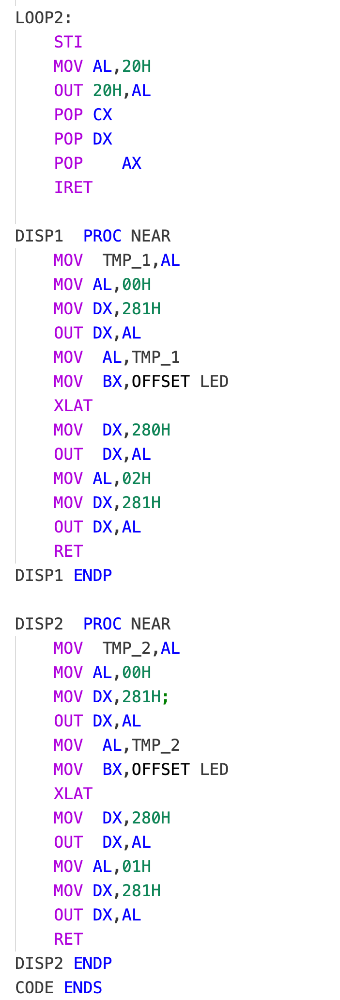 LOOP2:
    STI
    MOV AL,20H
    OUT 20H,AL
    POP CX
    POP DX
    POP    AX
    IRET

DISP1  PROC NEAR
    MOV  TMP_1,AL
    MOV AL,00H
    MOV DX,281H
    OUT DX,AL
    MOV  AL,TMP_1
    MOV  BX,OFFSET LED
    XLAT
    MOV  DX,280H
    OUT  DX,AL
    MOV AL,02H
    MOV DX,281H
    OUT DX,AL
    RET
DISP1 ENDP

DISP2  PROC NEAR
    MOV  TMP_2,AL
    MOV AL,00H
    MOV DX,281H;
    OUT DX,AL
    MOV  AL,TMP_2
    MOV  BX,OFFSET LED
    XLAT
    MOV  DX,280H
    OUT  DX,AL
    MOV AL,01H
    MOV DX,281H
    OUT DX,AL
    RET
DISP2 ENDP
CODE ENDS